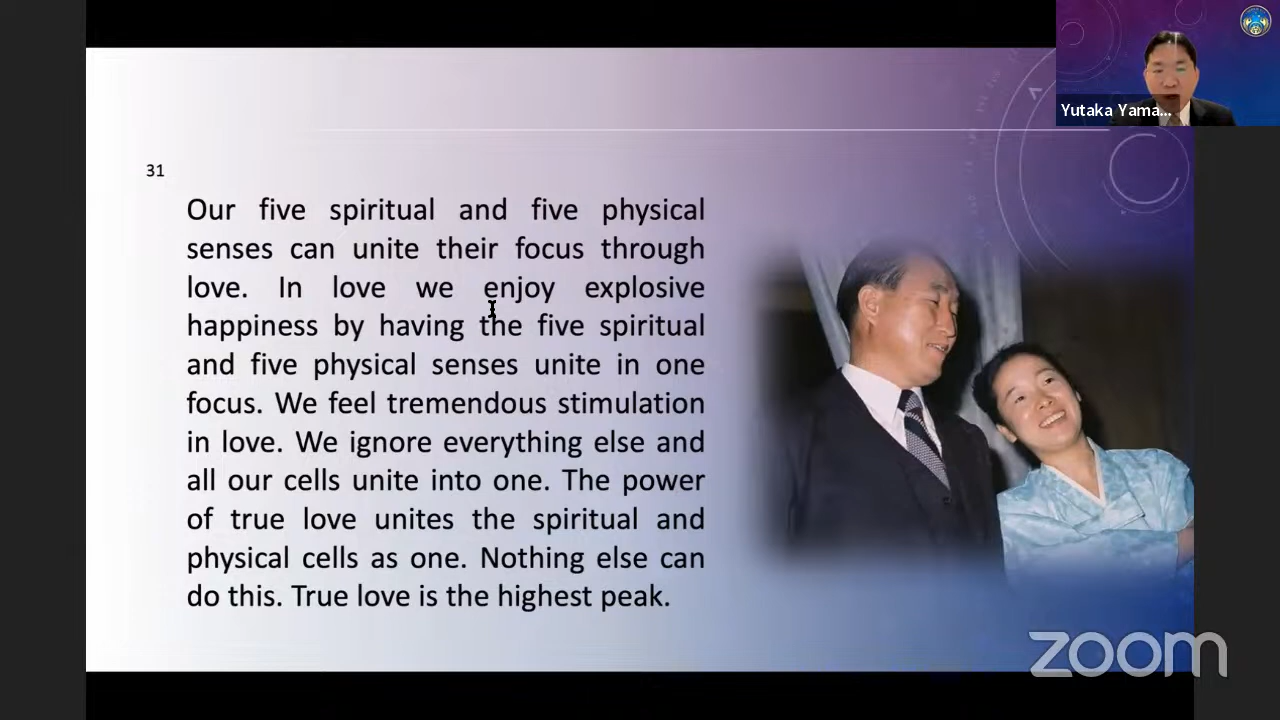 Yutaka Yama...
31
Our five spiritual and five physical
senses can unite their focus through
love. In love we enjoy explosive
happiness by having the five spiritual
and five physical senses unite in one
focus. We feel tremendous stimulation
in love. We ignore everything else and
all our cells unite into one. The power
of true love unites the spiritual and
physical cells as one. Nothing else can
do this. True love is the highest peak.
zoom